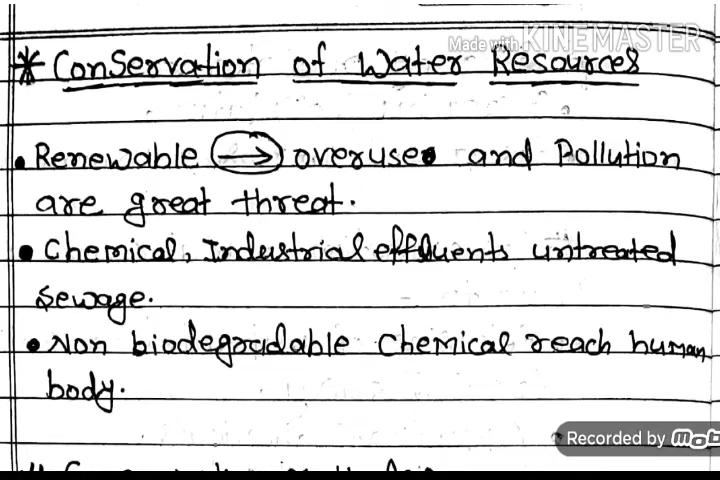 Made with KINEMASTER
* Conservation of Water Resources
• Renewable → overuse and Pollution
are great threat.
• Chemical, Industrial effluents untreated
Sewage.
• Non biodegradable Chemical reach human
body.
Recorded by